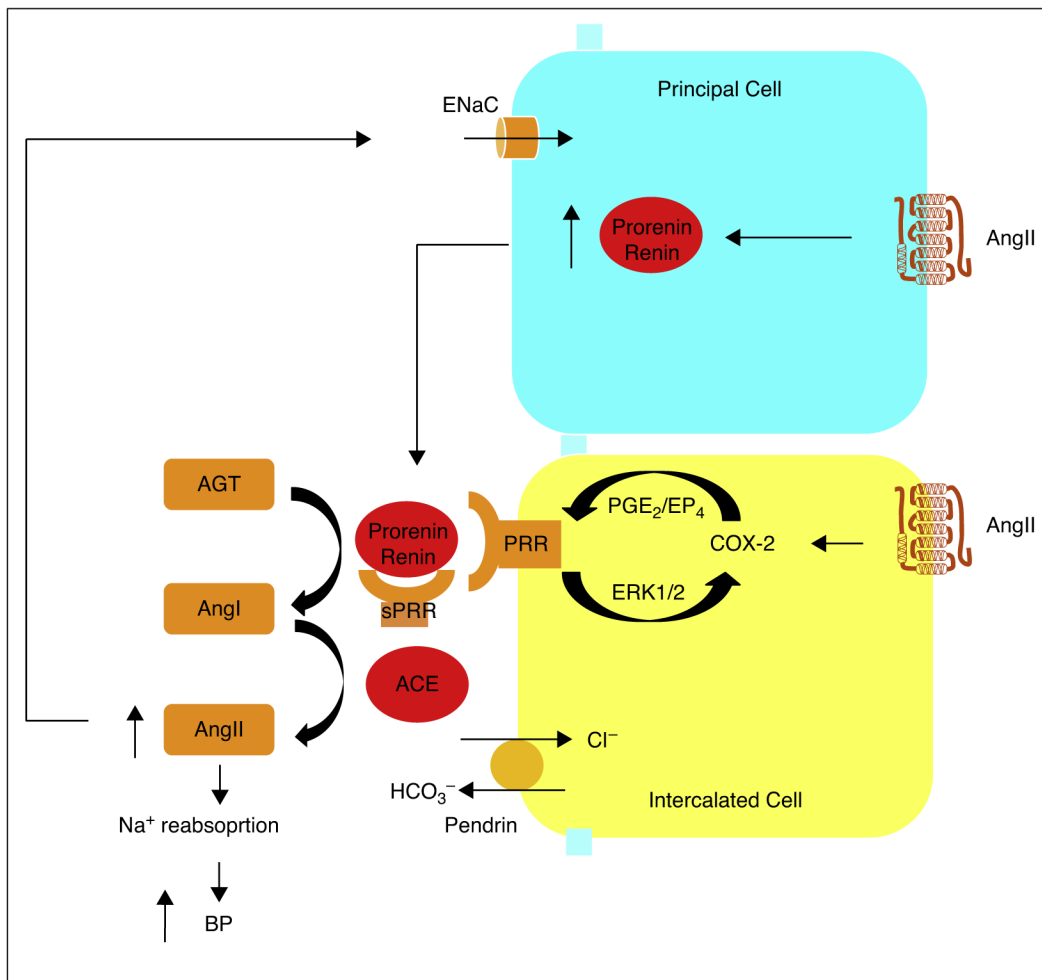 Principal Cell
ENaC
Prorenin
Renin
AngII
AGT
Prorenin
Renin
PRR
PGE₂/EP₄
COX-2
AngII
ERK1/2
AngI
sPRR
ACE
AngII
Cl⁻
HCO₃⁻
Intercalated Cell
Pendrin
Na⁺ reabsoprtion
BP